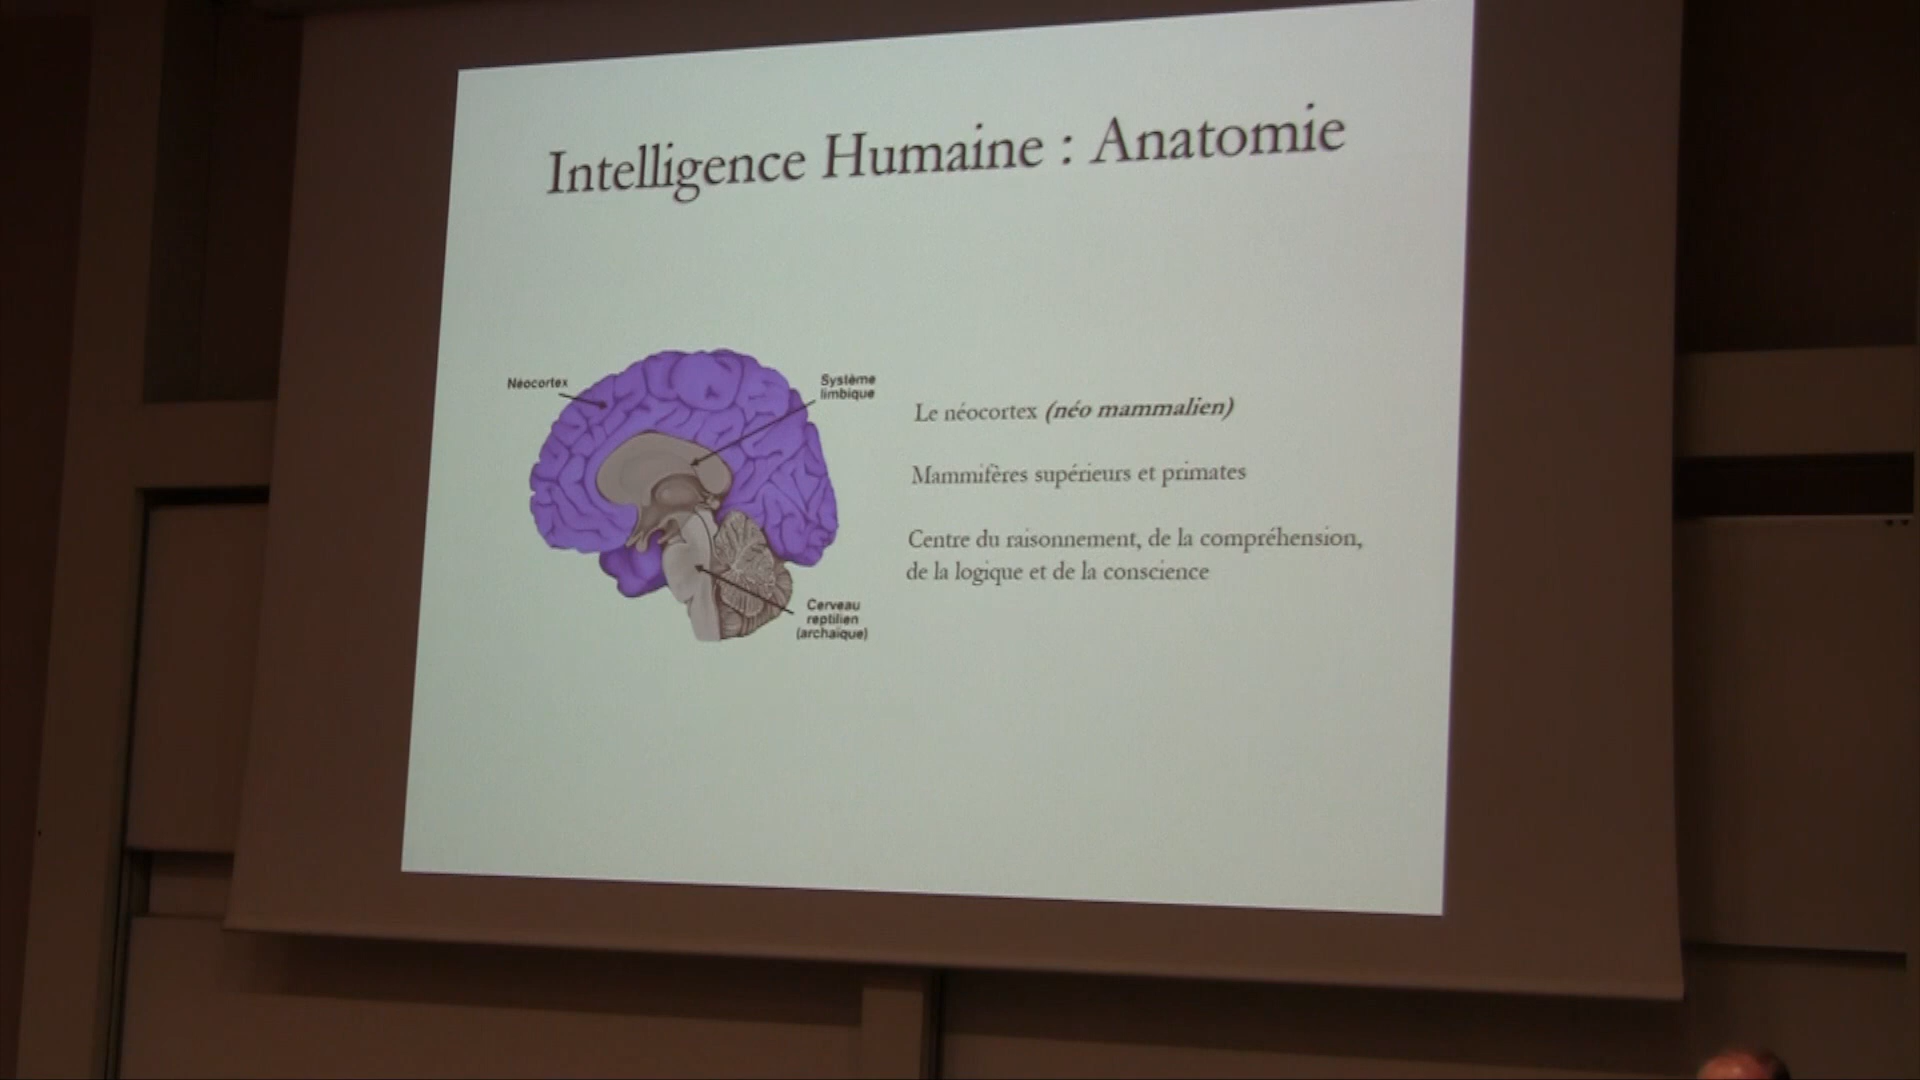 Intelligence Humaine : Anatomie
Néocortex
Système
limbique
Cerveau
reptilien
(archaïque)
Le néocortex (néo mammalien)
Mammifères supérieurs et primates
Centre du raisonnement, de la compréhension,
de la logique et de la conscience